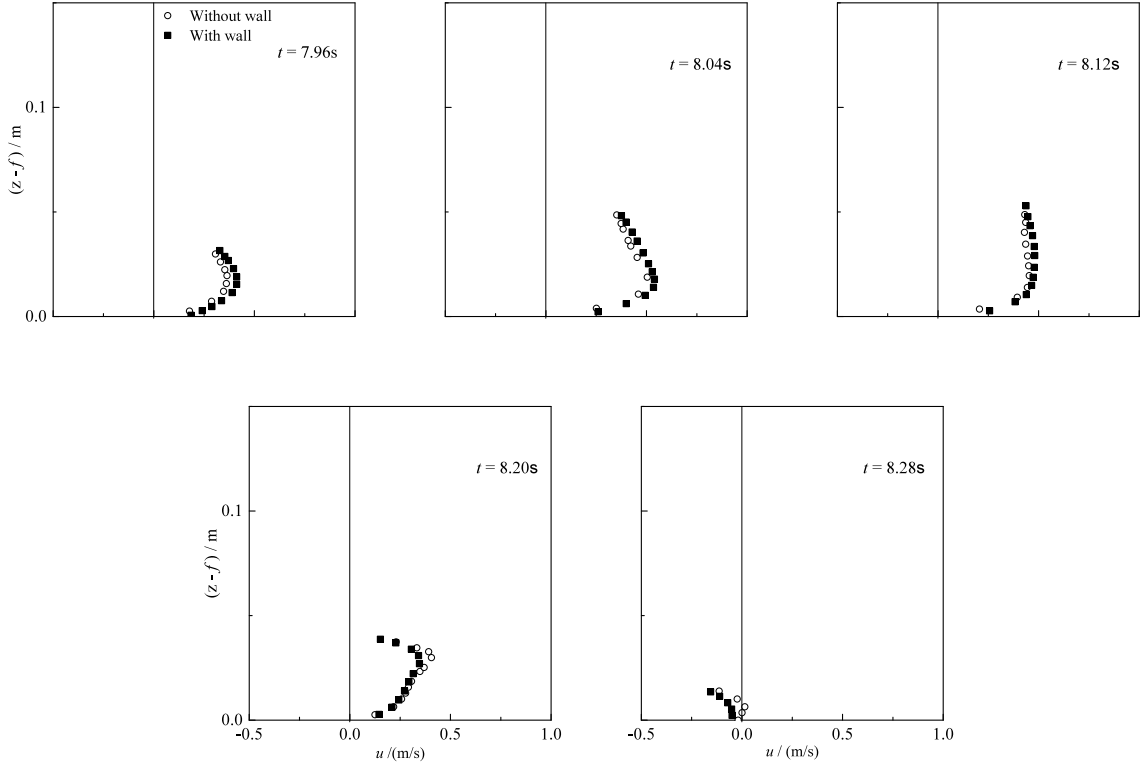 Without wall
With wall
t = 7.96s
t = 8.04s
t = 8.12s
0.1
0.0
(z - f) / m
t = 8.20s
t = 8.28s
0.1
0.0
(z - f) / m
-0.5 0.0 0.5 1.0
-0.5 0.0 0.5 1.0
u /(m/s)
u / (m/s)